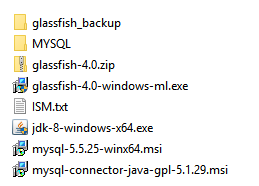 glassfish_backup
MYSQL
glassfish-4.0.zip
glassfish-4.0-windows-ml.exe
ISM.txt
jdk-8-windows-x64.exe
mysql-5.5.25-winx64.msi
mysql-connector-java-gpl-5.1.29.msi